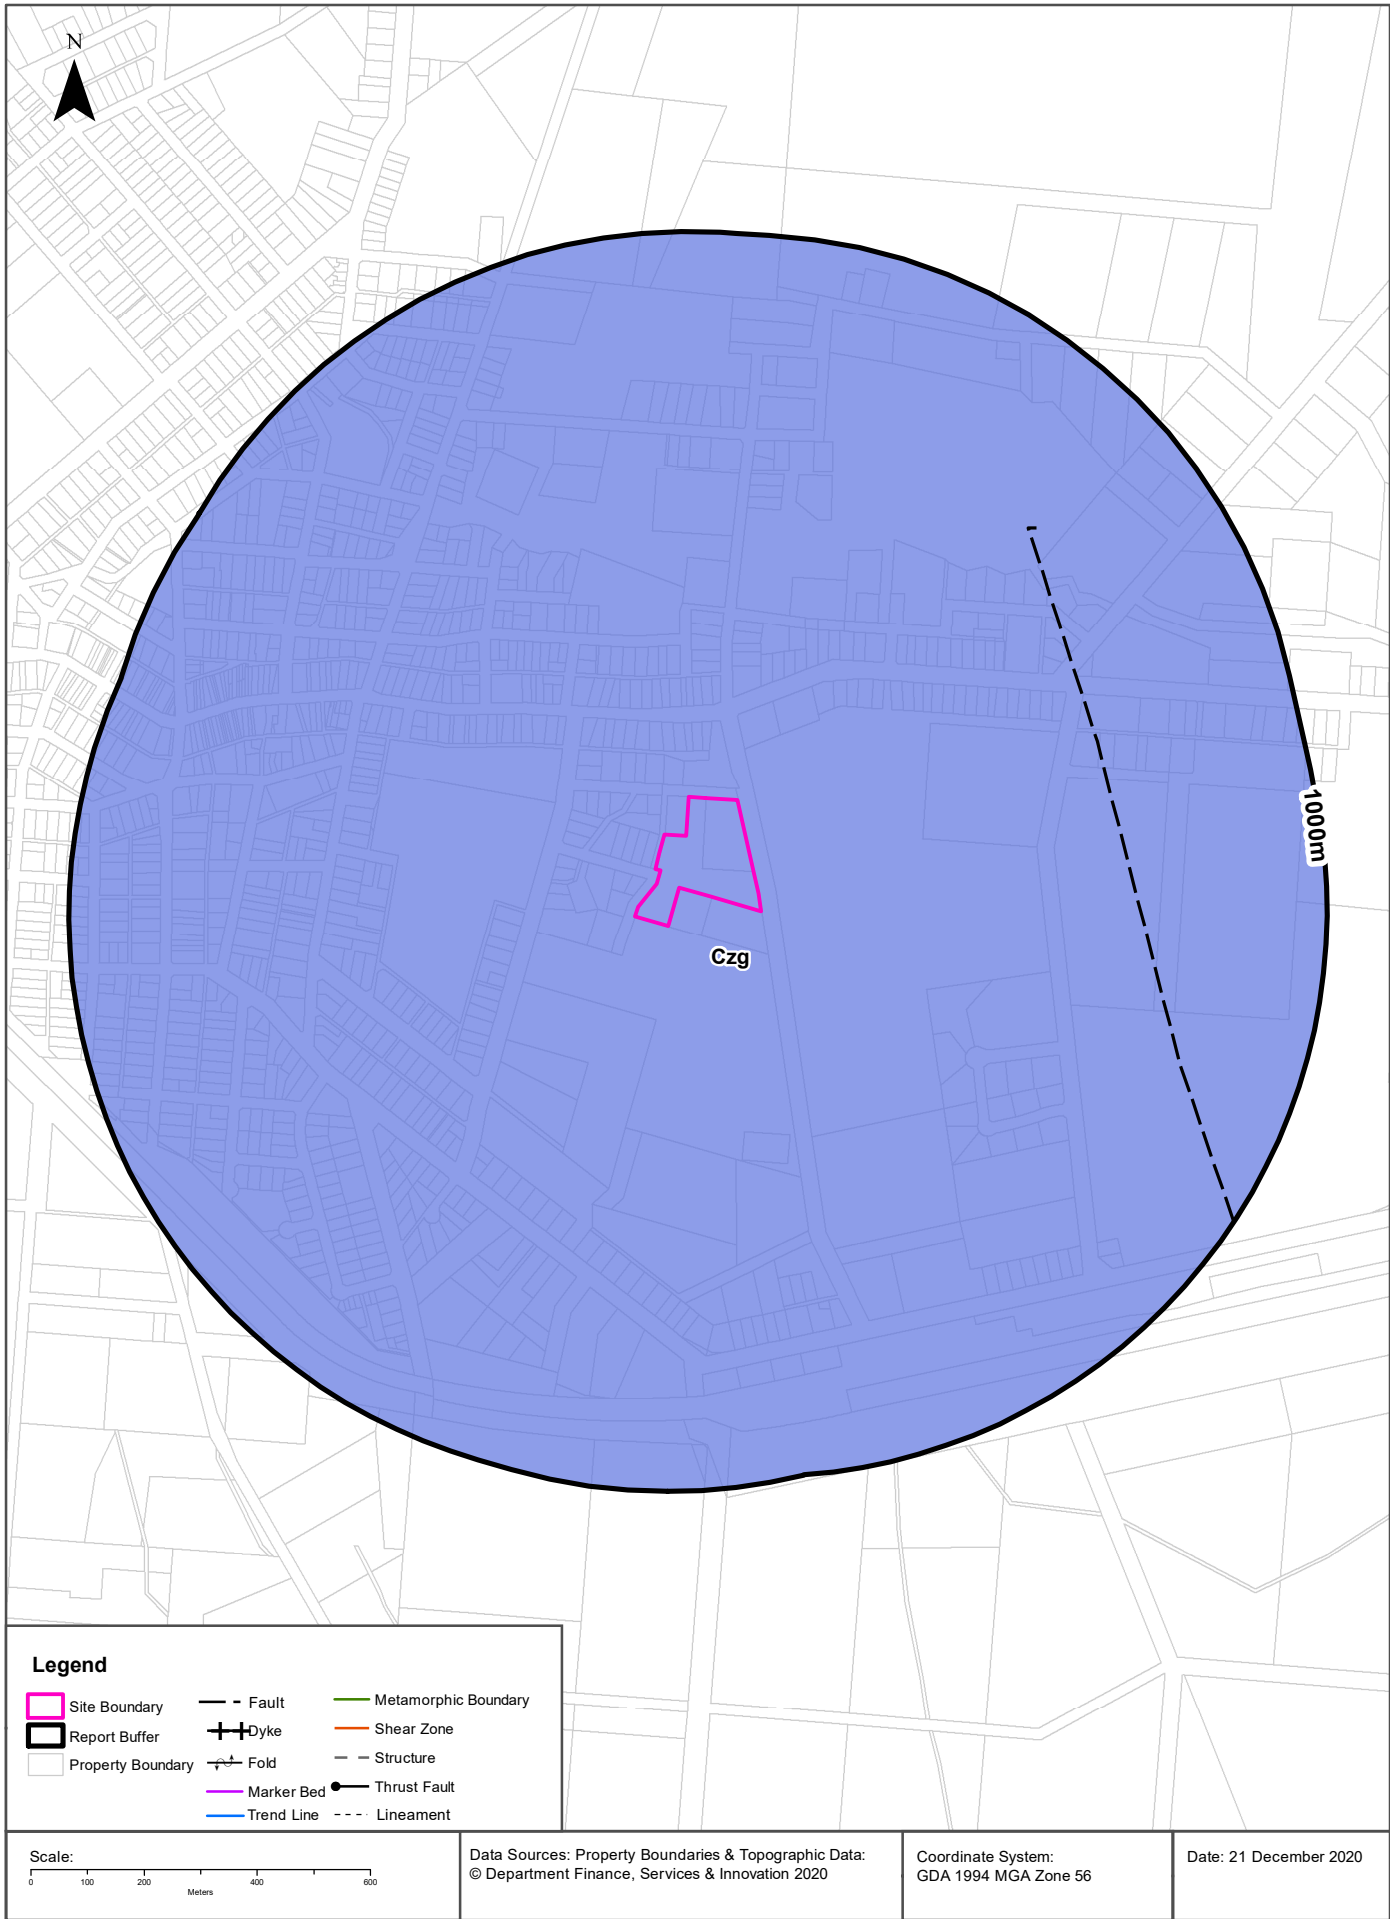 N
1000m
Czg
Legend
Site Boundary
Report Buffer
Property Boundary
Fault
Dyke
Fold
Marker Bed
Trend Line
Metamorphic Boundary
Shear Zone
Structure
Thrust Fault
Lineament
Scale:
0 100 200 400 600
Meters
Data Sources: Property Boundaries & Topographic Data:
© Department Finance, Services & Innovation 2020
Coordinate System:
GDA 1994 MGA Zone 56
Date: 21 December 2020